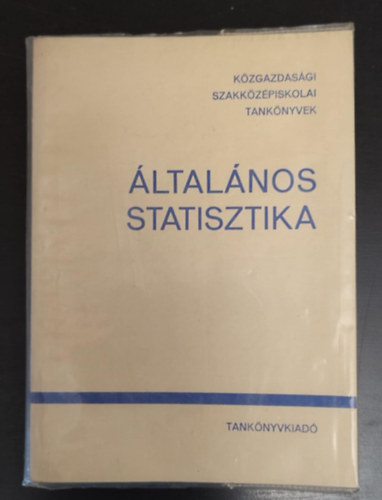 KÖZGAZDASÁGI
SZAKKÖZÉPISKOLAI
TANKÖNYVEK
ÁLTALÁNOS
STATISZTIKA
TANKÖNYVKIADÓ